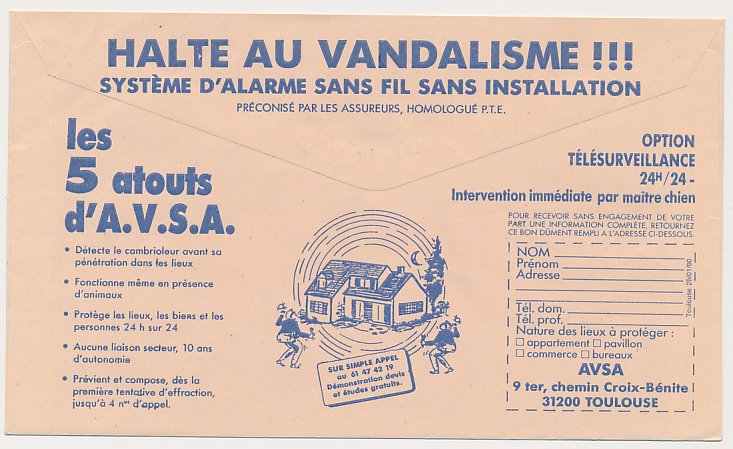 HALTE AU VANDALISME !!!
SYSTÈME D'ALARME SANS FIL SANS INSTALLATION
PRÉCONISÉ PAR LES ASSUREURS, HOMOLOGUÉ P.T.E.
les
5 atouts
d'A.V.S.A.
• Détecte le cambrioleur avant sa
pénétration dans les lieux
• Fonctionne même en présence
d'animaux
• Protège les lieux, les biers et les
personnes 24 h sur 24
• Aucune liaison secteur, 10 ans
d'autonomie
• Prévient et compose, dès la
première tentative d'effraction,
jusqu'à 4 nos d'appel.
SUR SIMPLE APPEL
au 61 47 42 19
Démonstration devis
et études gratuits.
OPTION
TÉLÉSURVEILLANCE
24H/24 -
Intervention immédiate par maître chien
POUR RECEVOIR SANS ENGAGEMENT DE VOTRE
PART UNE INFORMATION COMPLÈTE, RETOURNEZ
CE BON DÛMENT REMPLI A L'ADRESSE CI-DESSOUS.
NOM
Prénom
Adresse
Tél. dom.
Tél. prof.
Nature des lieux à protéger :
□ appartement □ pavillon
□ commerce □ bureaux
AVSA
9 ter, chemin Croix-Bénite
31200 TOULOUSE
Toulouse 29/01/90